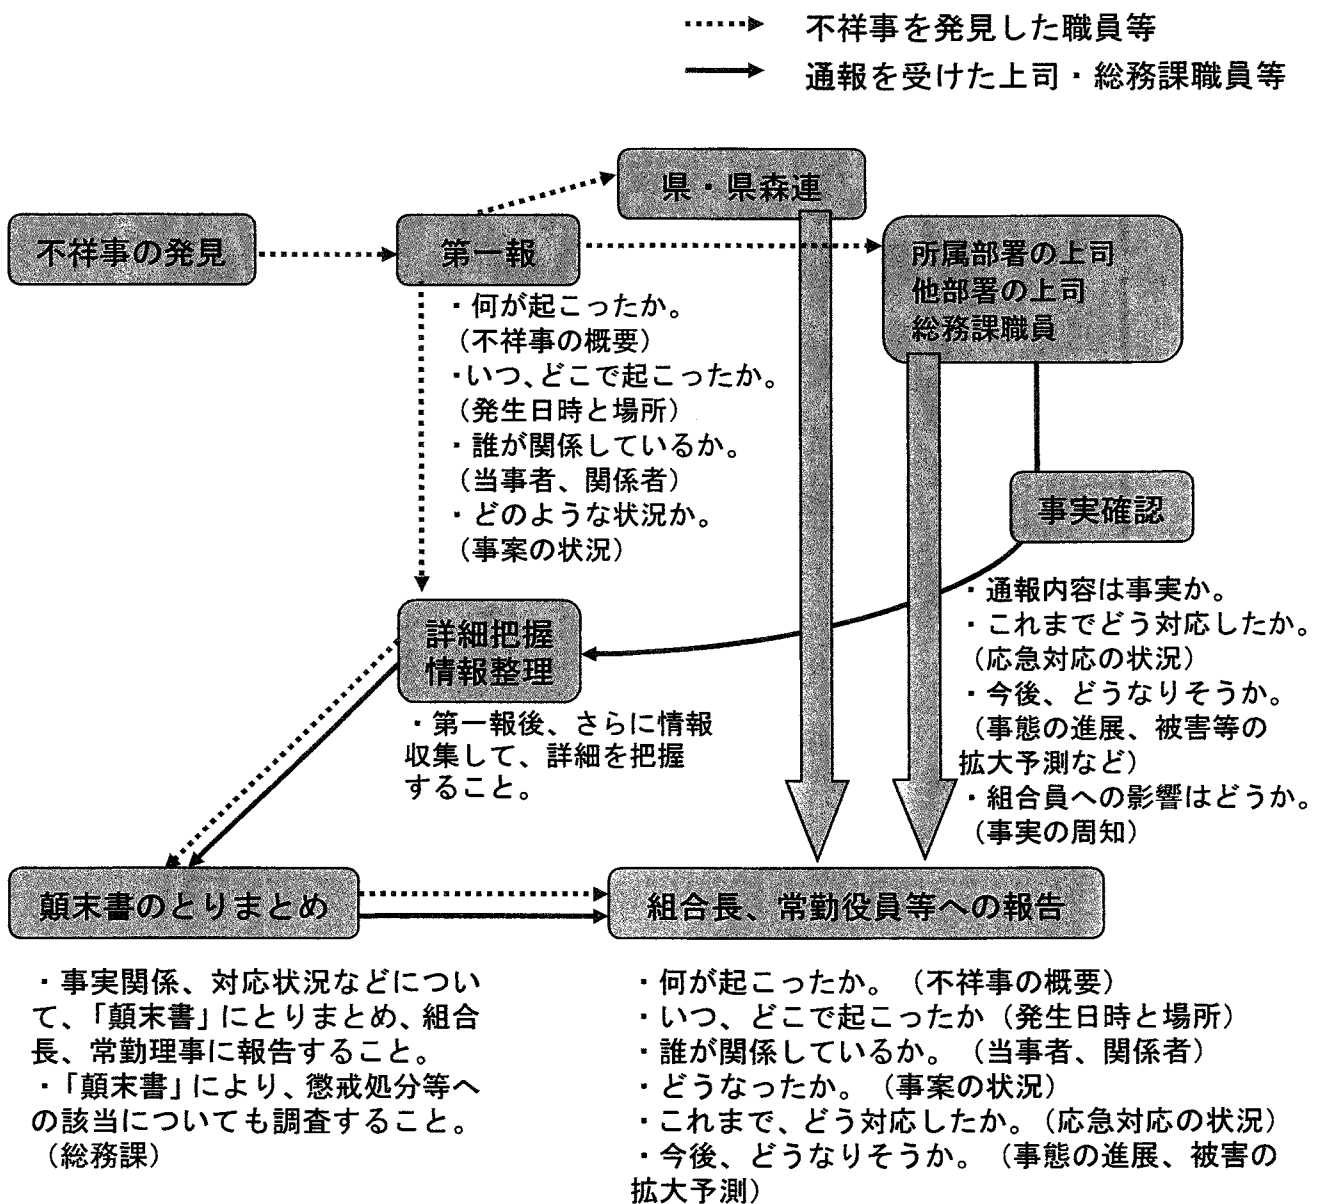 不祥事を発見した職員等
通報を受けた上司・総務課職員等
県・県森連
不祥事の発見
第一報
所属部署の上司
他部署の上司
総務課職員
・何が起こったか。
（不祥事の概要）
・いつ、どこで起こったか。
（発生日時と場所）
・誰が関係しているか。
（当事者、関係者）
・どのような状況か。
（事案の状況）
事実確認
・通報内容は事実か。
・これまでどう対応したか。
（応急対応の状況）
・今後、どうなりそうか。
（事態の進展、被害等の
拡大予測など）
・組合員への影響はどうか。
（事実の周知）
詳細把握
情報整理
・第一報後、さらに情報
収集して、詳細を把握
すること。
顛末書のとりまとめ
・事実関係、対応状況などについ
て、「顛末書」にとりまとめ、組合
長、常勤理事に報告すること。
・「顛末書」により、懲戒処分等へ
の該当についても調査すること。
（総務課）
組合長、常勤役員等への報告
・何が起こったか。（不祥事の概要）
・いつ、どこで起こったか（発生日時と場所）
・誰が関係しているか。（当事者、関係者）
・どうなったか。（事案の状況）
・これまで、どう対応したか。（応急対応の状況）
・今後、どうなりそうか。（事態の進展、被害の
拡大予測）